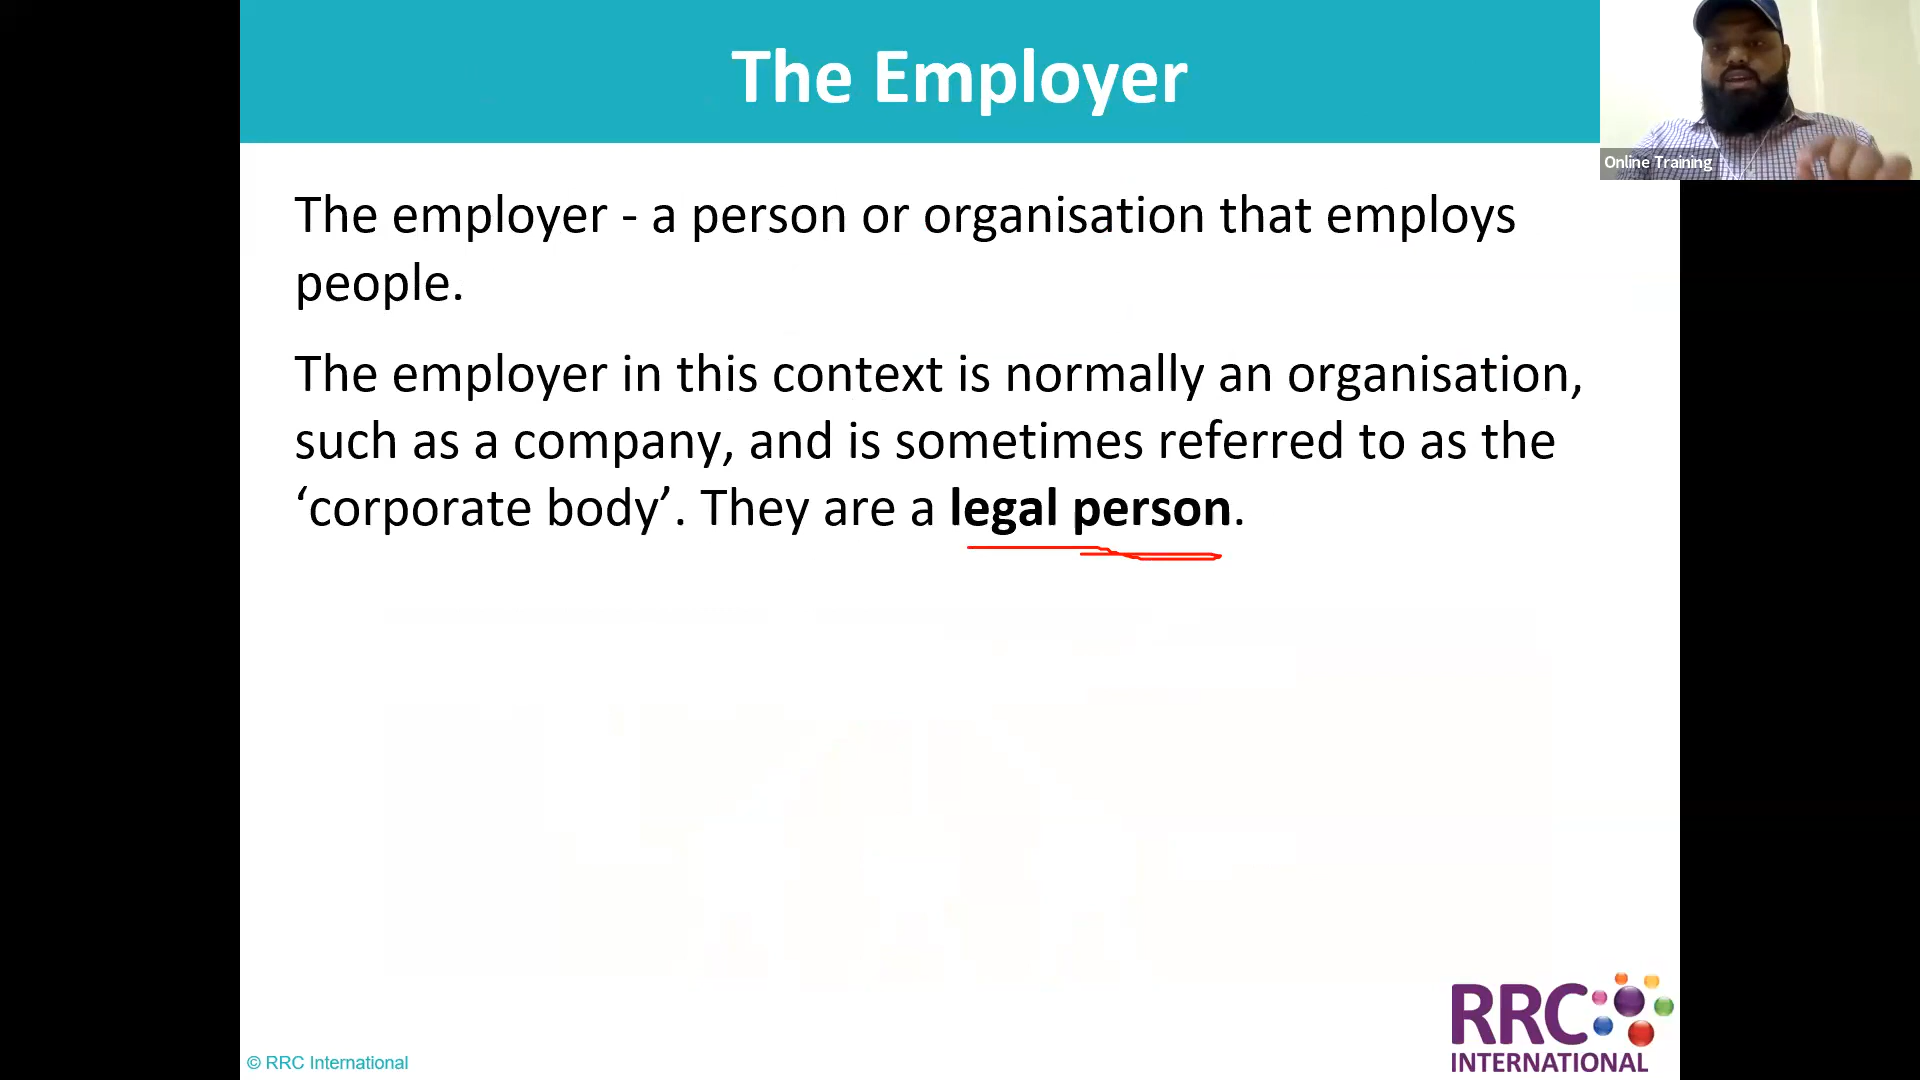 The Employer
Online Training
The employer - a person or organisation that employs
people.
The employer in this context is normally an organisation,
such as a company, and is sometimes referred to as the
‘corporate body’. They are a legal person.
RRC
INTERNATIONAL
© RRC International